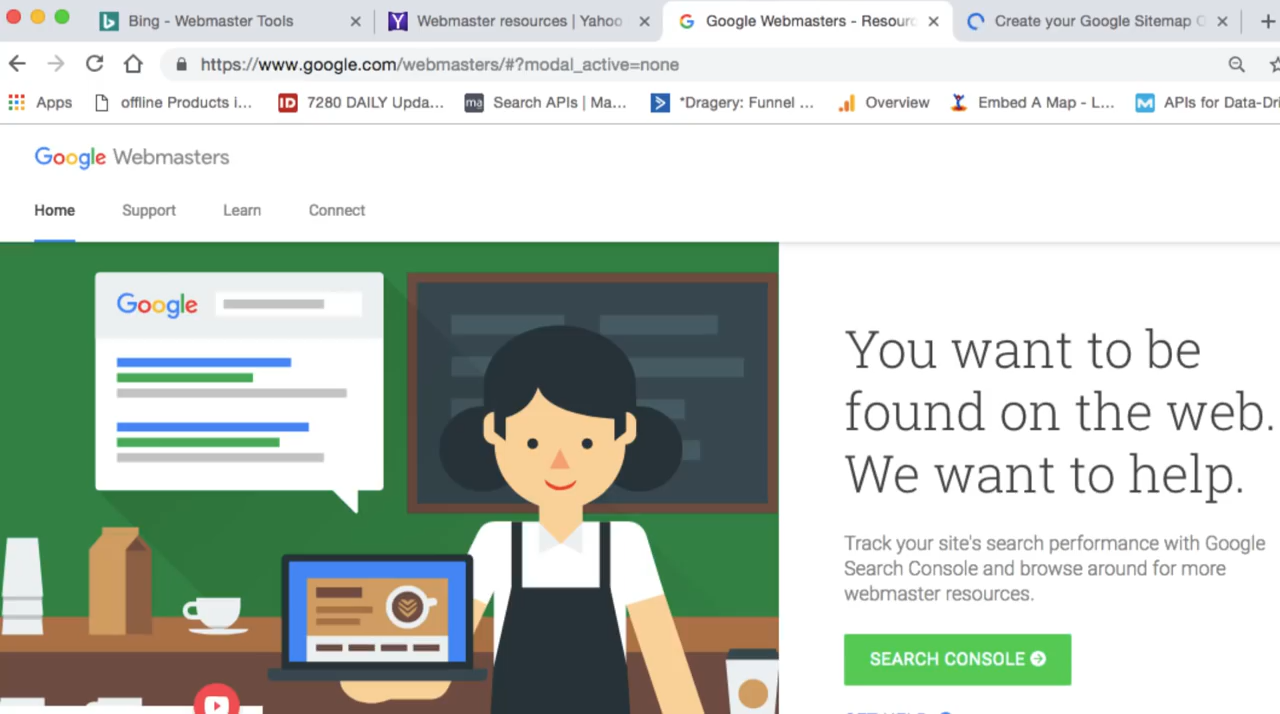 Bing - Webmaster Tools
Webmaster resources | Yahoo
Google Webmasters - Resour
Create your Google Sitemap
https://www.google.com/webmasters/#?modal_active=none
Apps
offline Products i...
7280 DAILY Upda...
Search APIs | Ma...
*Dragery: Funnel ...
Overview
Embed A Map - L...
APIs for Data-Dri
Google Webmasters
Home
Support
Learn
Connect
Google
You want to be
found on the web.
We want to help.
Track your site's search performance with Google
Search Console and browse around for more
webmaster resources.
SEARCH CONSOLE